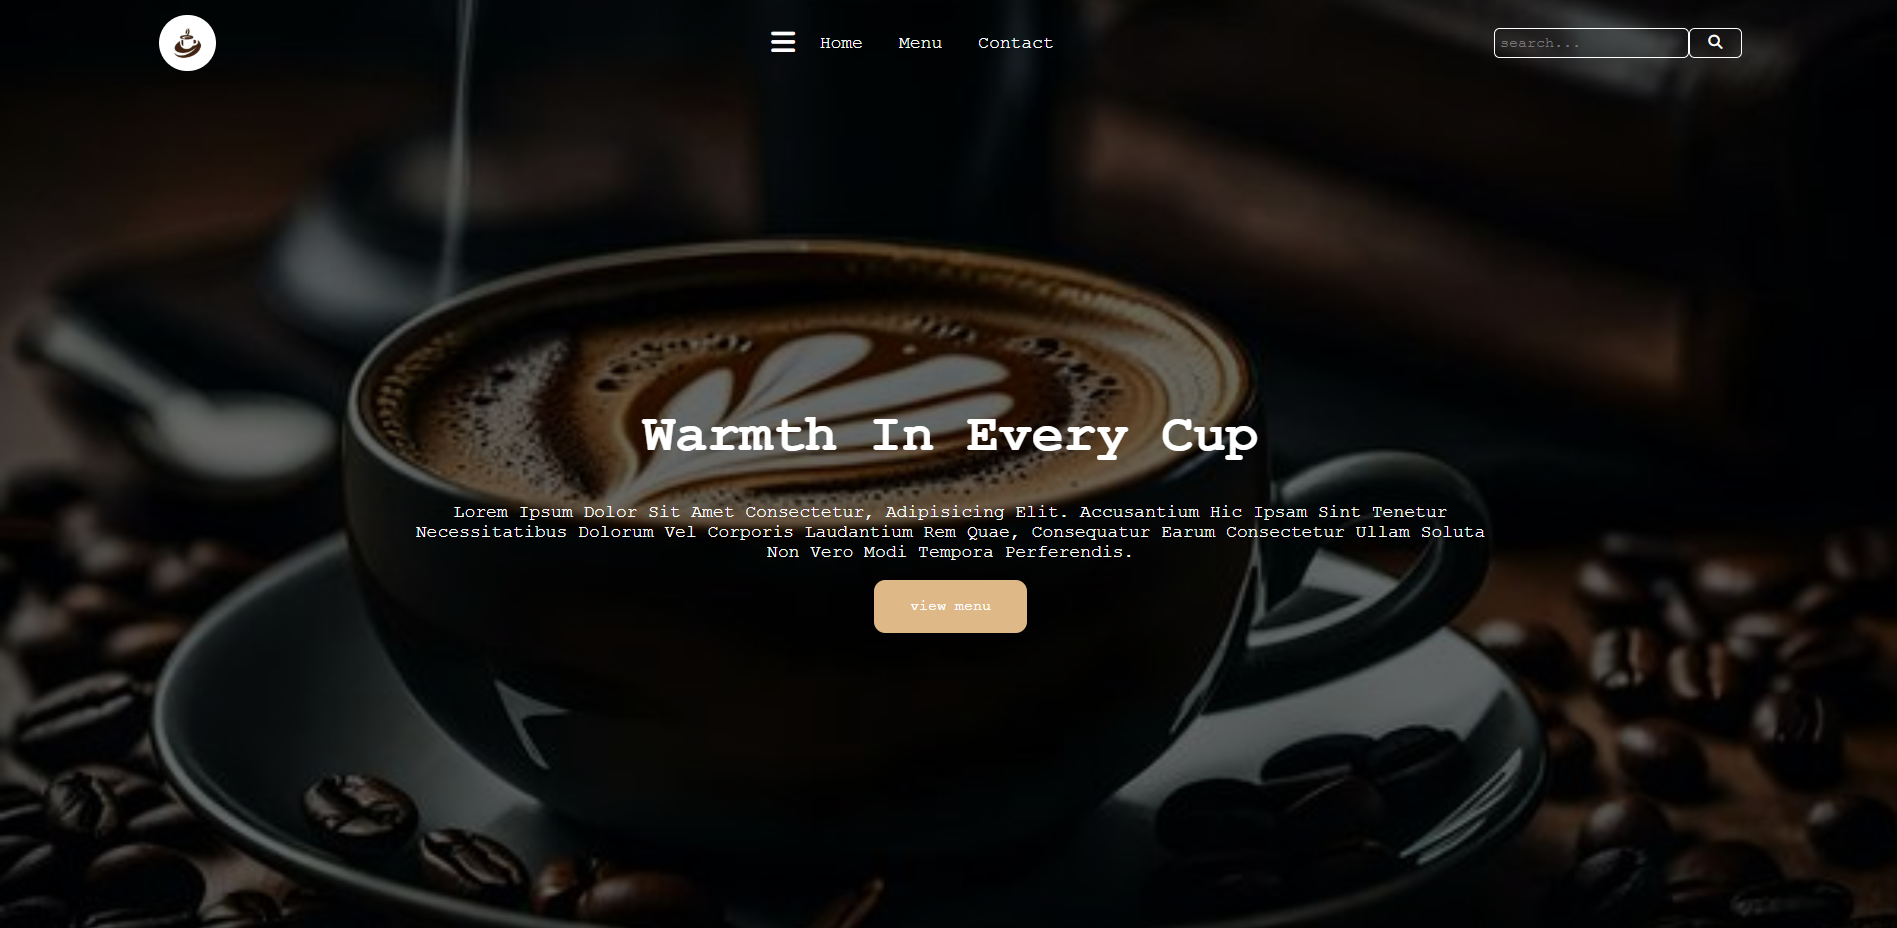 Home Menu Contact search...
Warmth In Every Cup
Lorem Ipsum Dolor Sit Amet Consectetur, Adipisicing Elit. Accusantium Hic Ipsam Sint Tenetur
Necessitatibus Dolorum Vel Corporis Laudantium Rem Quae, Consequatur Earum Consectetur Ullam Soluta
Non Vero Modi Tempora Perferendis.
view menu